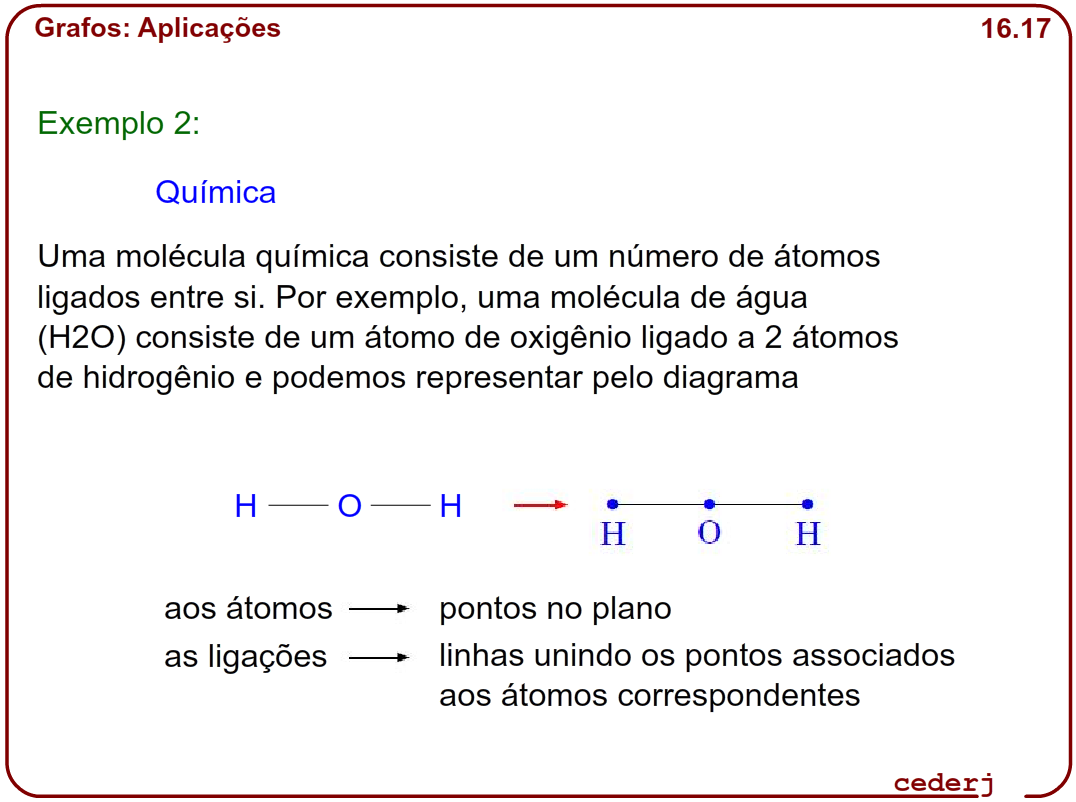 Grafos: Aplicações 16.17
Exemplo 2:
Química
Uma molécula química consiste de um número de átomos
ligados entre si. Por exemplo, uma molécula de água
(H2O) consiste de um átomo de oxigênio ligado a 2 átomos
de hidrogênio e podemos representar pelo diagrama
H O H
H O H
aos átomos pontos no plano
as ligações linhas unindo os pontos associados
aos átomos correspondentes
cederj